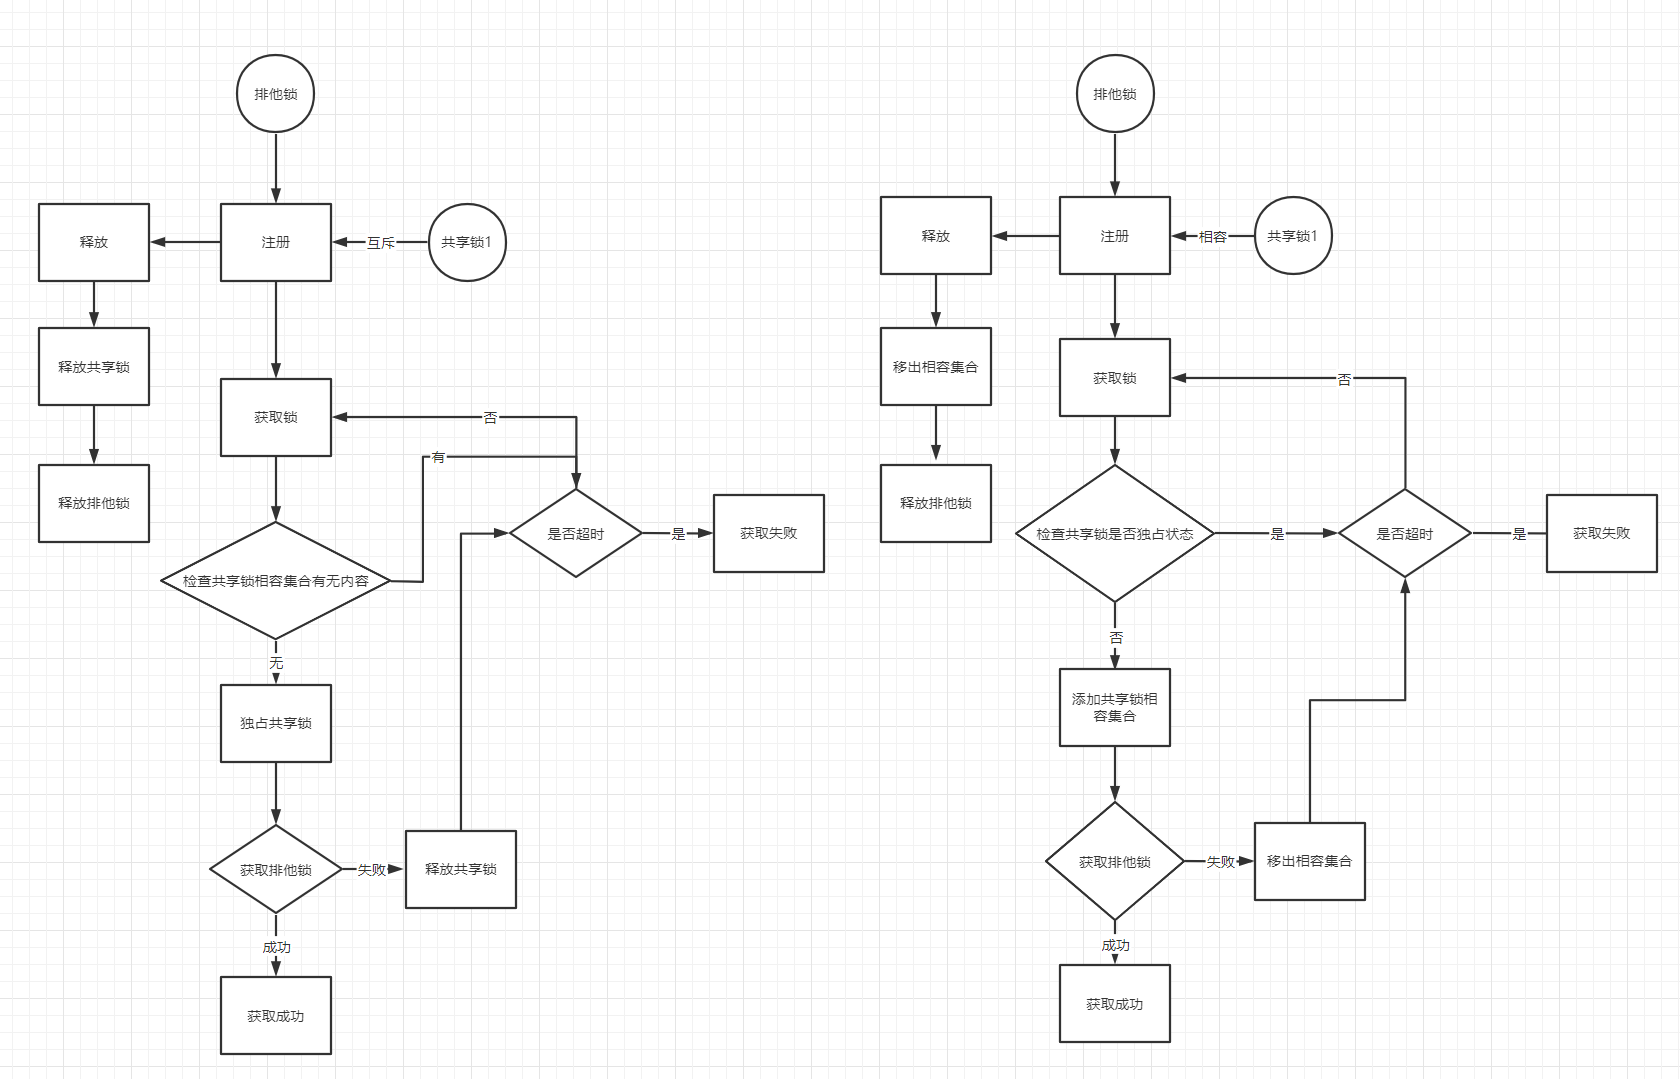 排他锁
释放
注册
互斥
共享锁1
释放共享锁
获取锁
否
有
释放排他锁
是否超时
是
获取失败
检查共享锁相容集合有无内容
无
独占共享锁
获取排他锁
失败
释放共享锁
成功
获取成功
排他锁
释放
注册
相容
共享锁1
移出相容集合
获取锁
否
释放排他锁
检查共享锁是否独占状态
是
是否超时
是
获取失败
否
添加共享锁相
容集合
获取排他锁
失败
移出相容集合
成功
获取成功